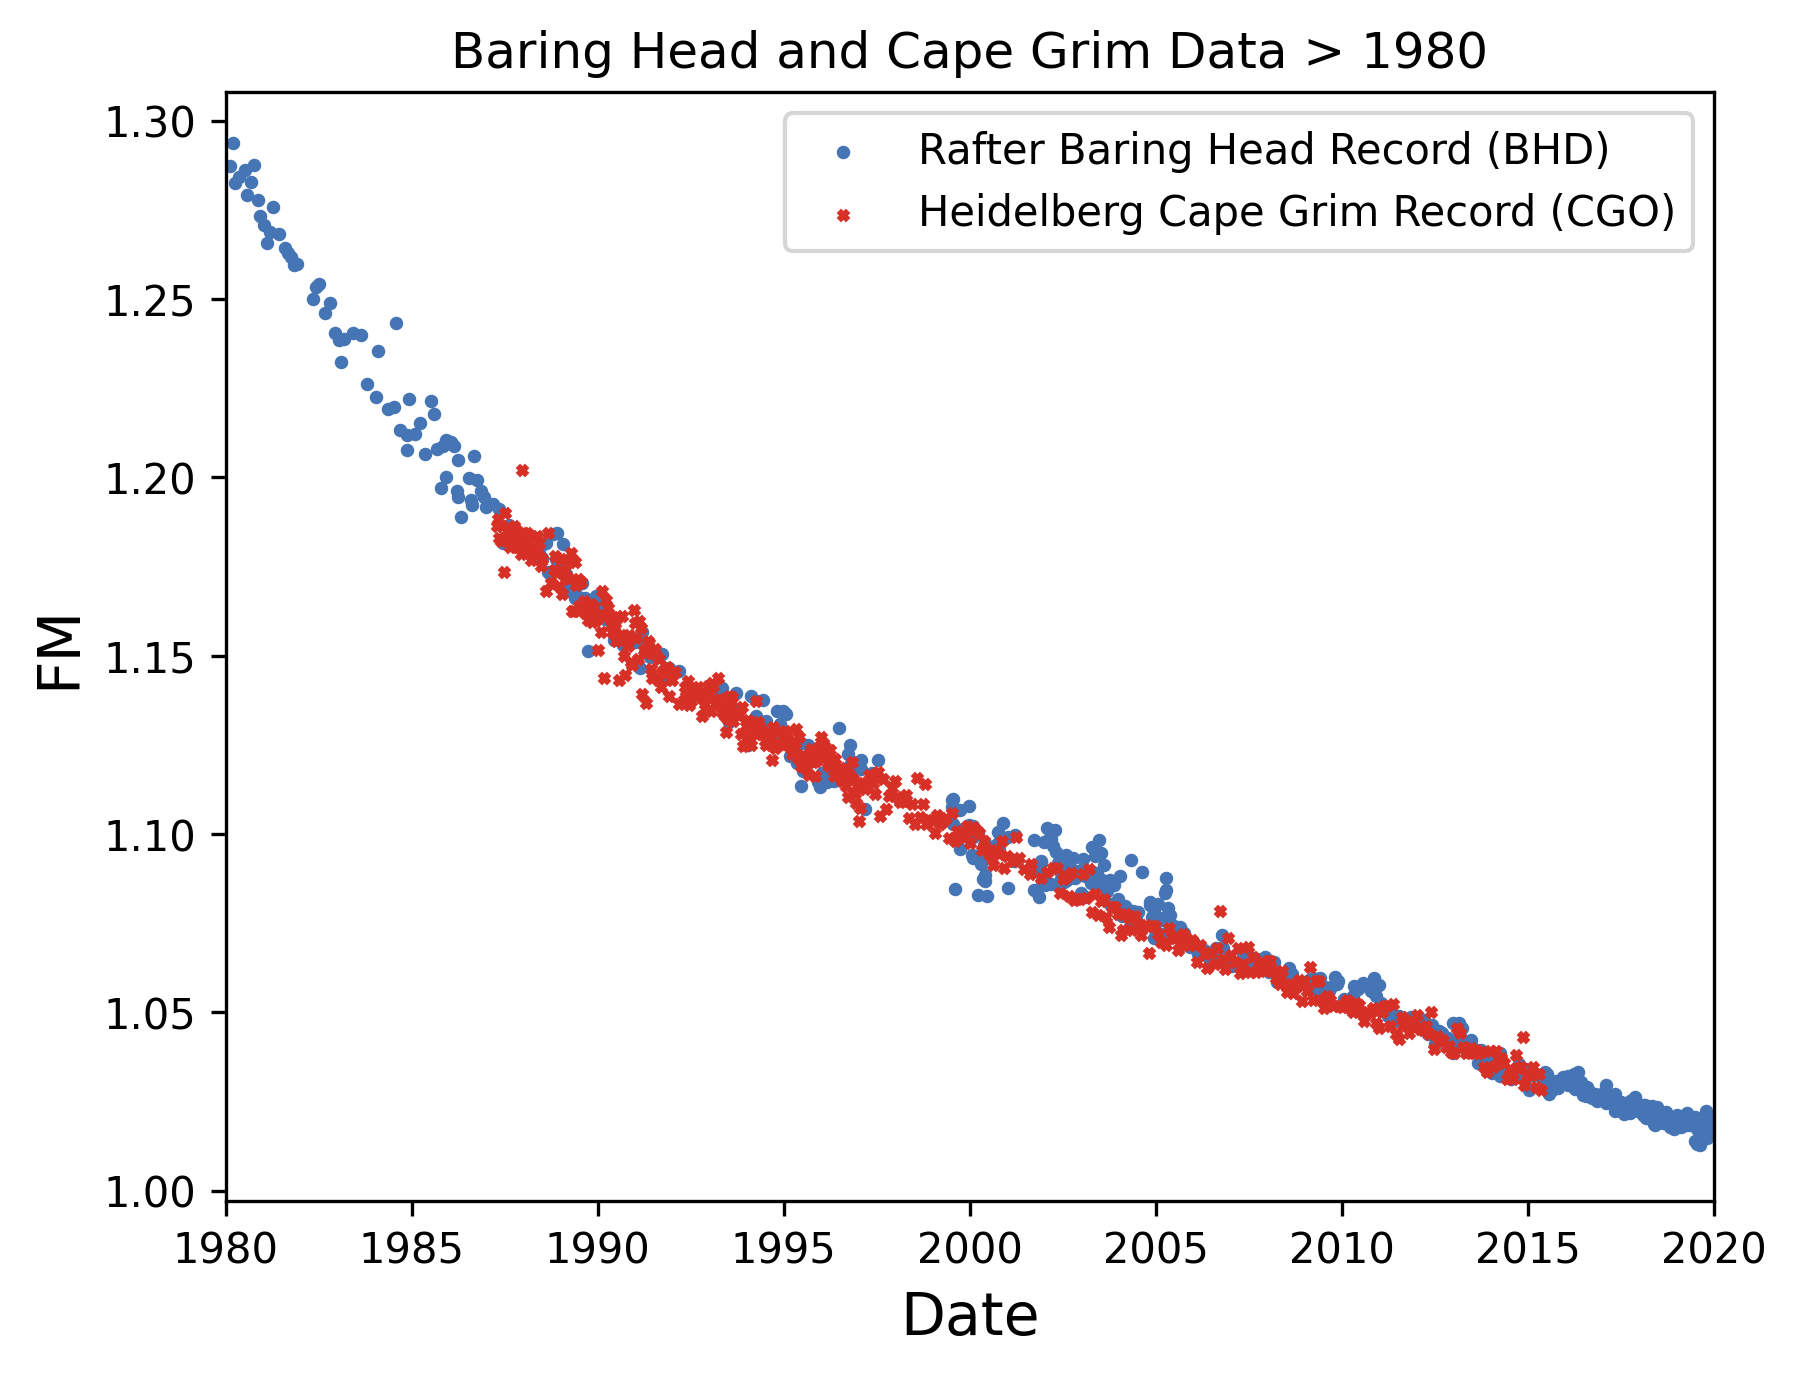 Baring Head and Cape Grim Data > 1980
Rafter Baring Head Record (BHD)
Heidelberg Cape Grim Record (CGO)
1.30
1.25
1.20
1.15
1.10
1.05
1.00
FM
1980 1985 1990 1995 2000 2005 2010 2015 2020
Date